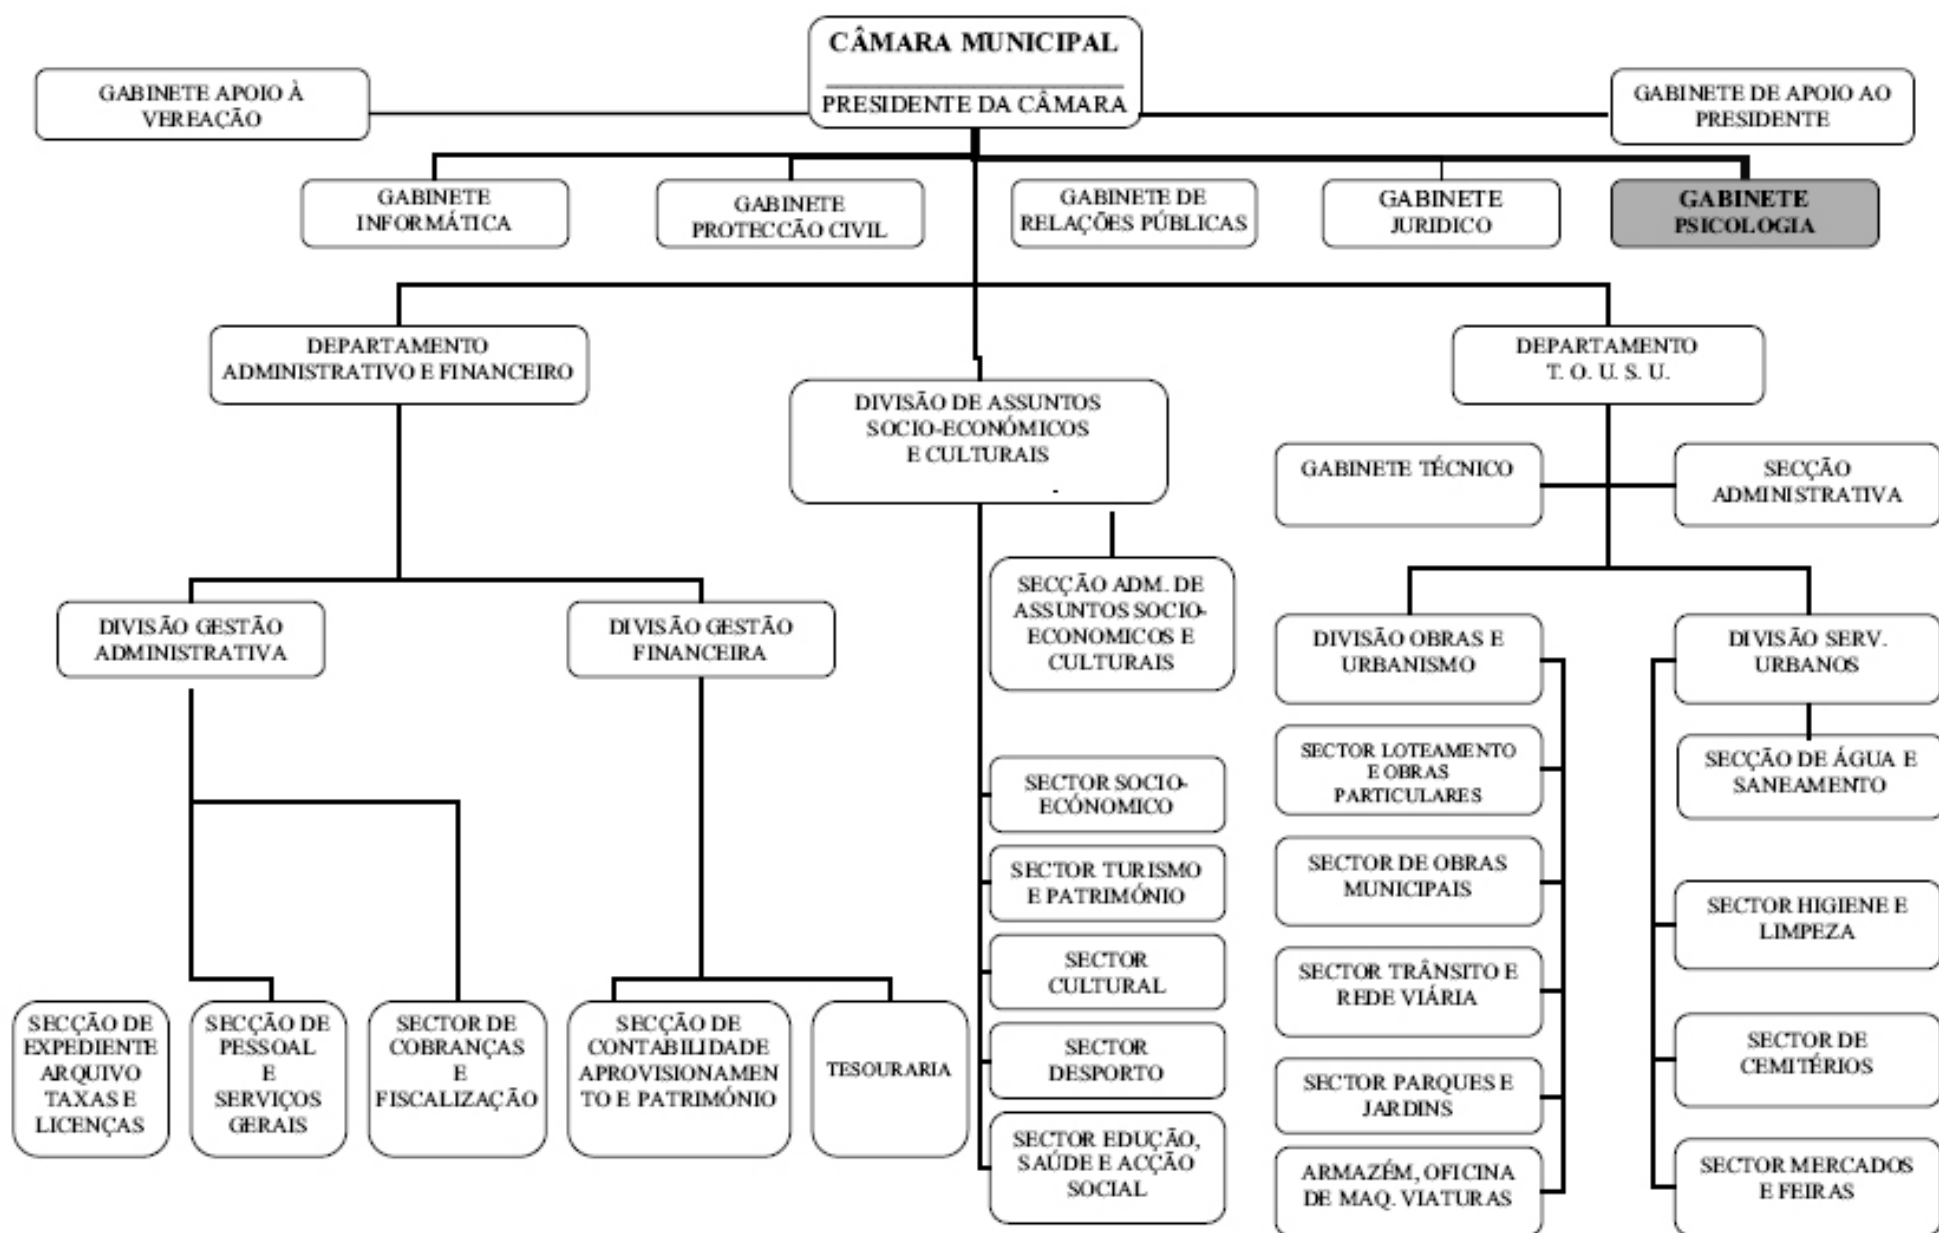 CÂMARA MUNICIPAL
PRESIDENTE DA CÂMARA
GABINETE APOIO À
VEREAÇÃO
GABINETE DE APOIO AO
PRESIDENTE
GABINETE
INFORMÁTICA
GABINETE
PROTECCÃO CIVIL
GABINETE DE
RELAÇÕES PÚBLICAS
GABINETE
JURIDICO
GABINETE
PSICOLOGIA
DEPARTAMENTO
ADMINISTRATIVO E FINANCEIRO
DIVISÃO DE ASSUNTOS
SOCIO-ECONÓMICOS
E CULTURAIS
-
DEPARTAMENTO
T. O. U. S. U.
GABINETE TÉCNICO
SECÇÃO
ADMINISTRATIVA
DIVISÃO GESTÃO
ADMINISTRATIVA
DIVISÃO GESTÃO
FINANCEIRA
SECÇÃO ADM. DE
ASSUNTOS SOCIO-
ECONOMICOS E
CULTURAIS
DIVISÃO OBRAS E
URBANISMO
DIVISÃO SERV.
URBANOS
SECÇÃO DE
EXPEDIENTE
ARQUIVO
TAXAS E
LICENÇAS
SECÇÃO DE
PESSOAL
E
SERVIÇOS
GERAIS
SECTOR DE
COBRANÇAS
E
FISCALIZAÇÃO
SECÇÃO DE
CONTABILIDADE
APROVISIONAMEN
TO E PATRIMÓNIO
TESOURARIA
SECTOR SOCIO-
ECÓNOMICO
SECTOR TURISMO
E PATRIMÓNIO
SECTOR
CULTURAL
SECTOR
DESPORTO
SECTOR EDUÇÃO,
SAÚDE E ACÇÃO
SOCIAL
SECTOR LOTEAMENTO
E OBRAS
PARTICULARES
SECTOR DE OBRAS
MUNICIPAIS
SECTOR TRÂNSITO E
REDE VIÁRIA
SECTOR PARQUES E
JARDINS
ARMAZÉM, OFICINA
DE MAQ. VIATURAS
SECÇÃO DE ÁGUA E
SANEAMENTO
SECTOR HIGIENE E
LIMPEZA
SECTOR DE
CEMITÉRIOS
SECTOR MERCADOS
E FEIRAS